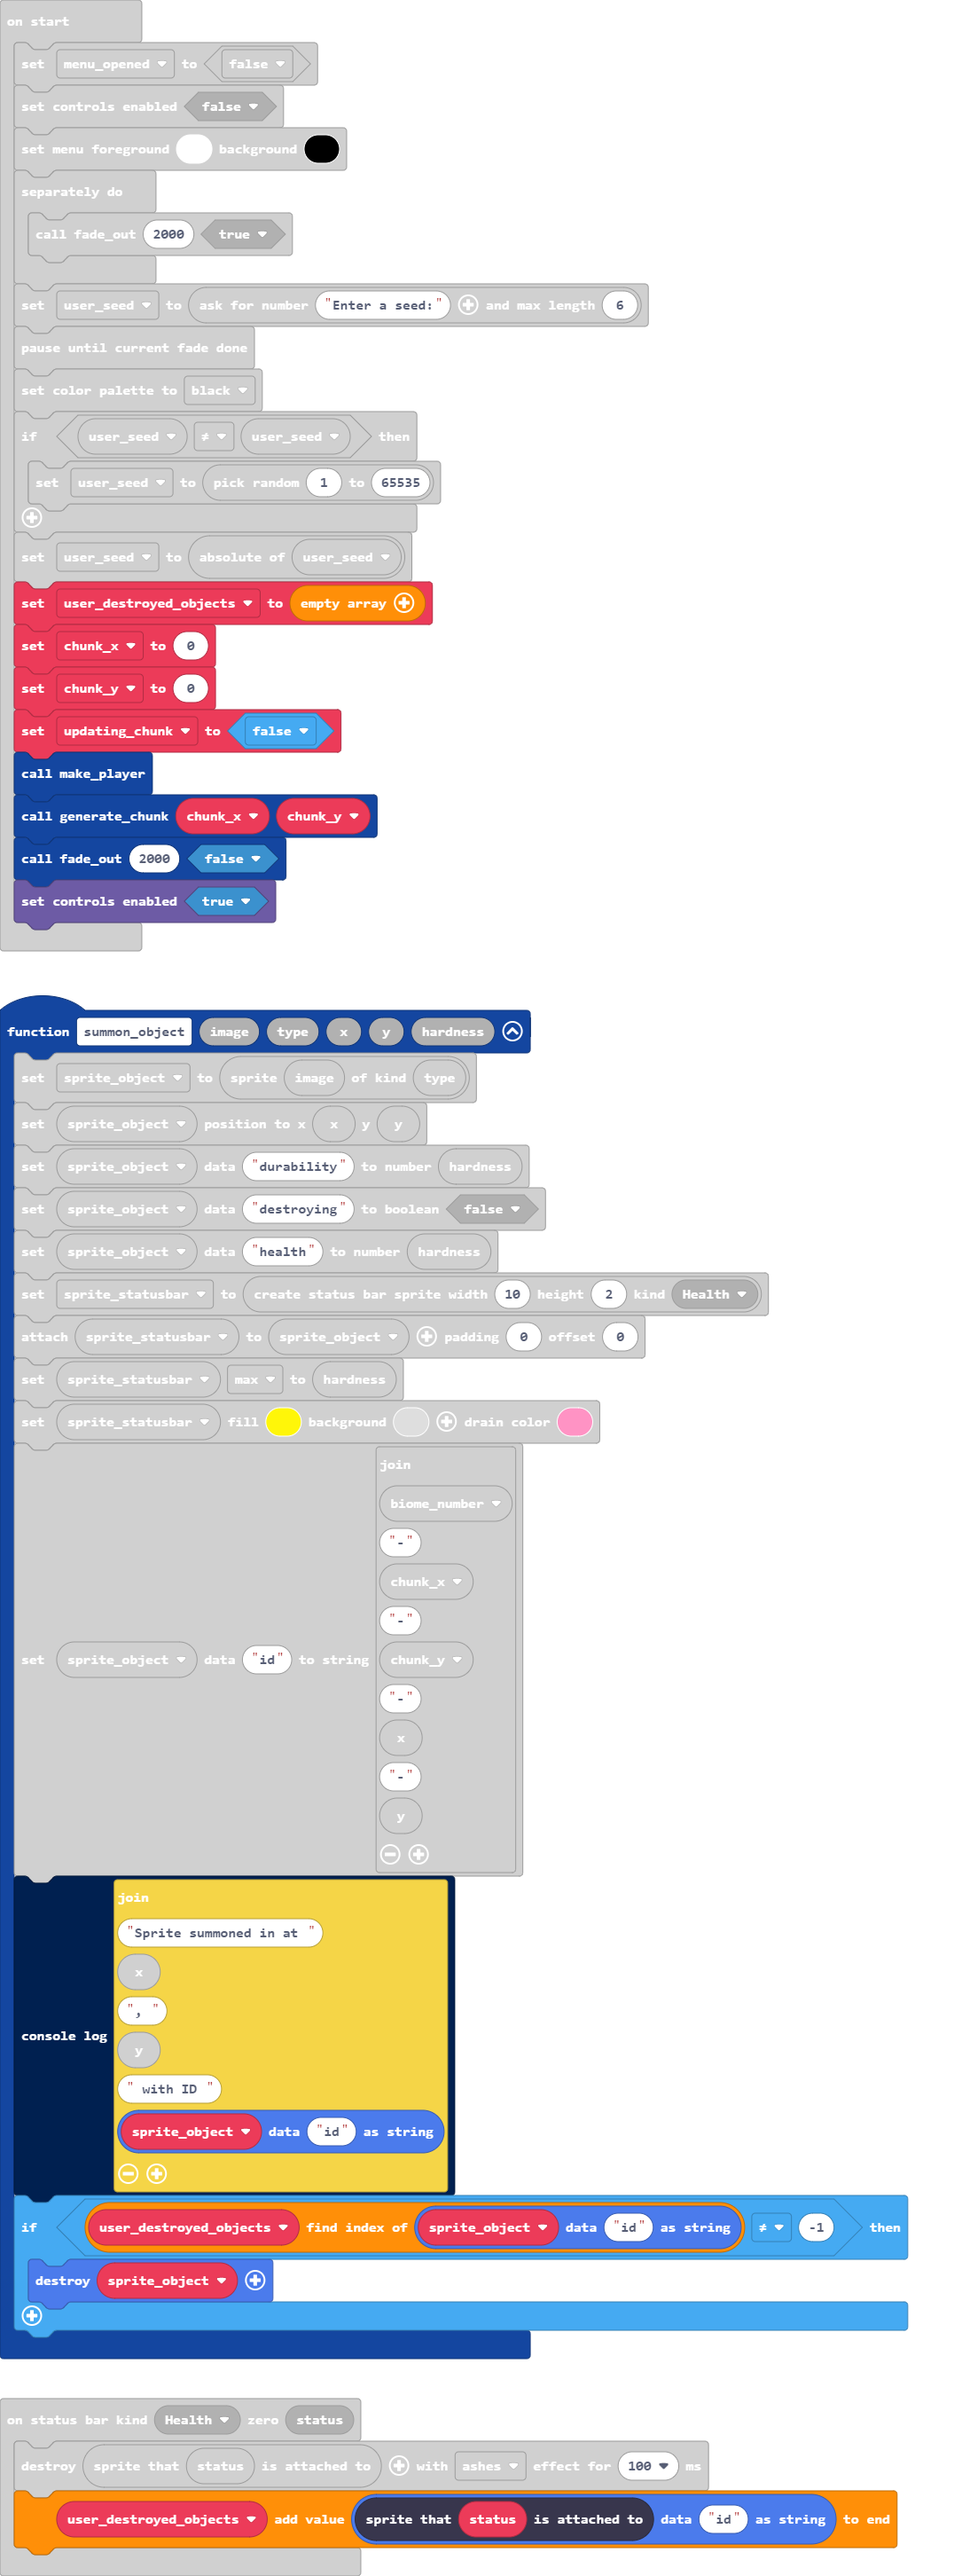 on start
set menu_opened to false
set controls enabled false
set menu foreground background
separately do
call fade_out 2000 true
set user_seed to ask for number "Enter a seed:" and max length 6
pause until current fade done
set color palette to black
if user_seed ≠ user_seed then
set user_seed to pick random 1 to 65535
set user_seed to absolute of user_seed
set user_destroyed_objects to empty array
set chunk_x to 0
set chunk_y to 0
set updating_chunk to false
call make_player
call generate_chunk chunk_x chunk_y
call fade_out 2000 false
set controls enabled true
function summon_object image type x y hardness
set sprite_object to sprite image of kind type
set sprite_object position to x x y y
set sprite_object data "durability" to number hardness
set sprite_object data "destroying" to boolean false
set sprite_object data "health" to number hardness
set sprite_statusbar to create status bar sprite width 10 height 2 kind Health
attach sprite_statusbar to sprite_object padding 0 offset 0
set sprite_statusbar max to hardness
set sprite_statusbar fill background drain color
join
biome_number
"-"
chunk_x
"-"
set sprite_object data "id" to string chunk_y
"-"
x
"-"
y
join
"Sprite summoned in at "
x
", "
console log y
" with ID "
sprite_object data "id" as string
if user_destroyed_objects find index of sprite_object data "id" as string ≠ -1 then
destroy sprite_object
on status bar kind Health zero status
destroy sprite that status is attached to with ashes effect for 100 ms
user_destroyed_objects add value sprite that status is attached to data "id" as string to end